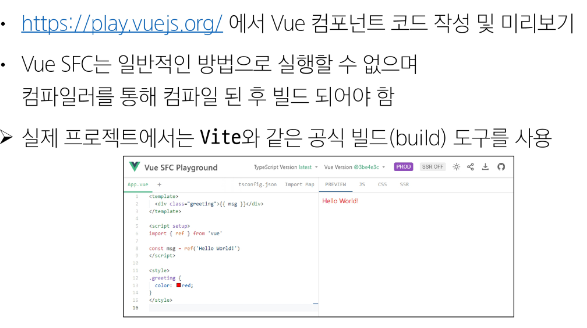 • https://play.vuejs.org/ 에서 Vue 컴포넌트 코드 작성 및 미리보기
• Vue SFC는 일반적인 방법으로 실행할 수 없으며
컴파일러를 통해 컴파일 된 후 빌드 되어야 함
➢ 실제 프로젝트에서는 Vite와 같은 공식 빌드(build) 도구를 사용
Vue SFC Playground TypeScript Version latest Vue Version PROD SSR OFF
App.vue + tsconfig.json Import Map PREVIEW JS CSS SSR
1 <template>
2 <div class="greeting">{{ msg }}</div>
3 </template>
4
5 <script setup>
6 import { ref } from 'vue'
7
8 const msg = ref('Hello World!')
9 </script>
10
11 <style>
12 .greeting {
13 color: red;
14 }
15 </style>
16
Hello World!